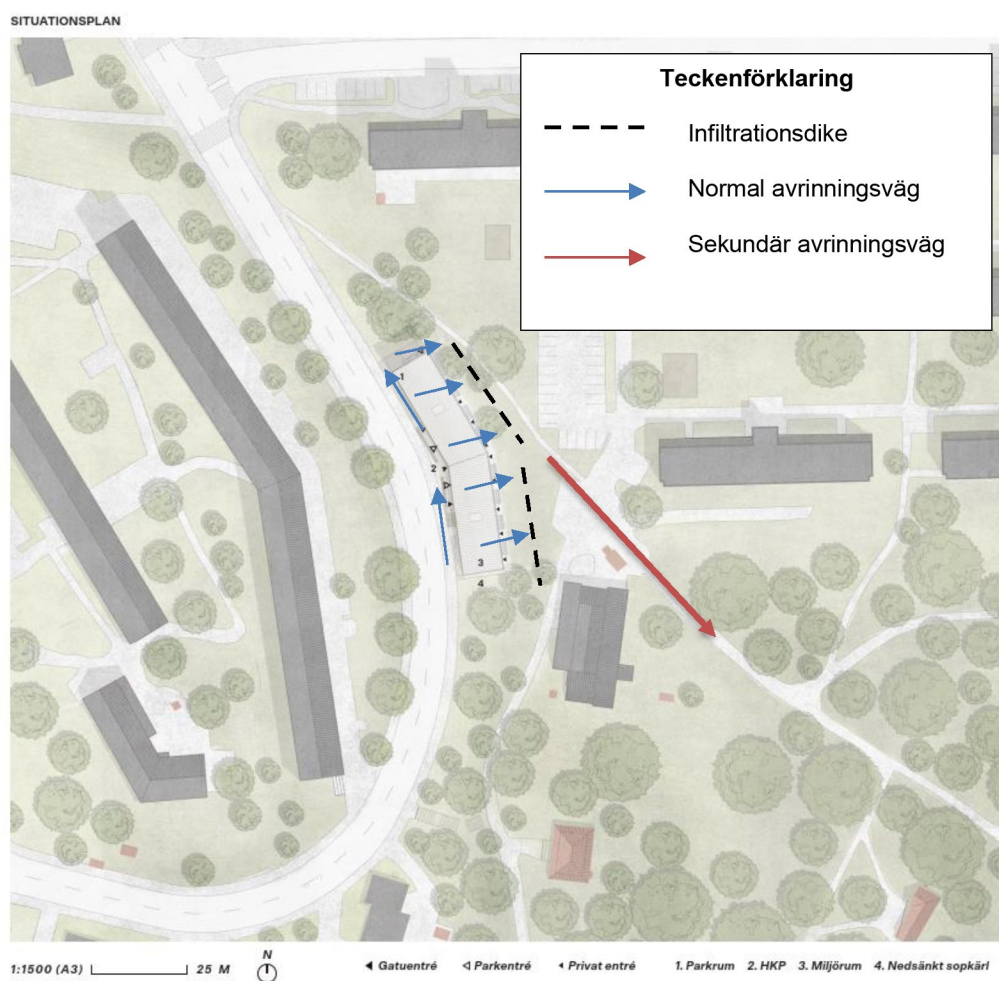 SITUATIONSPLAN
Teckenförklaring
Infiltrationsdike
Normal avrinningsväg
Sekundär avrinningsväg
1
2
3
4
1:1500 (A3) 25 M N Gatuentré Parkentré Privat entré 1. Parkrum 2. HKP 3. Miljörum 4. Nedsänkt sopkärl